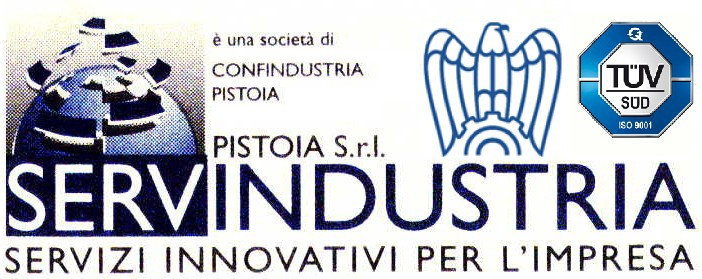 è una società di
CONFINDUSTRIA
PISTOIA
TÜV
SÜD
ISO 9001
PISTOIA S.r.l.
SERVINDUSTRIA
SERVIZI INNOVATIVI PER L'IMPRESA